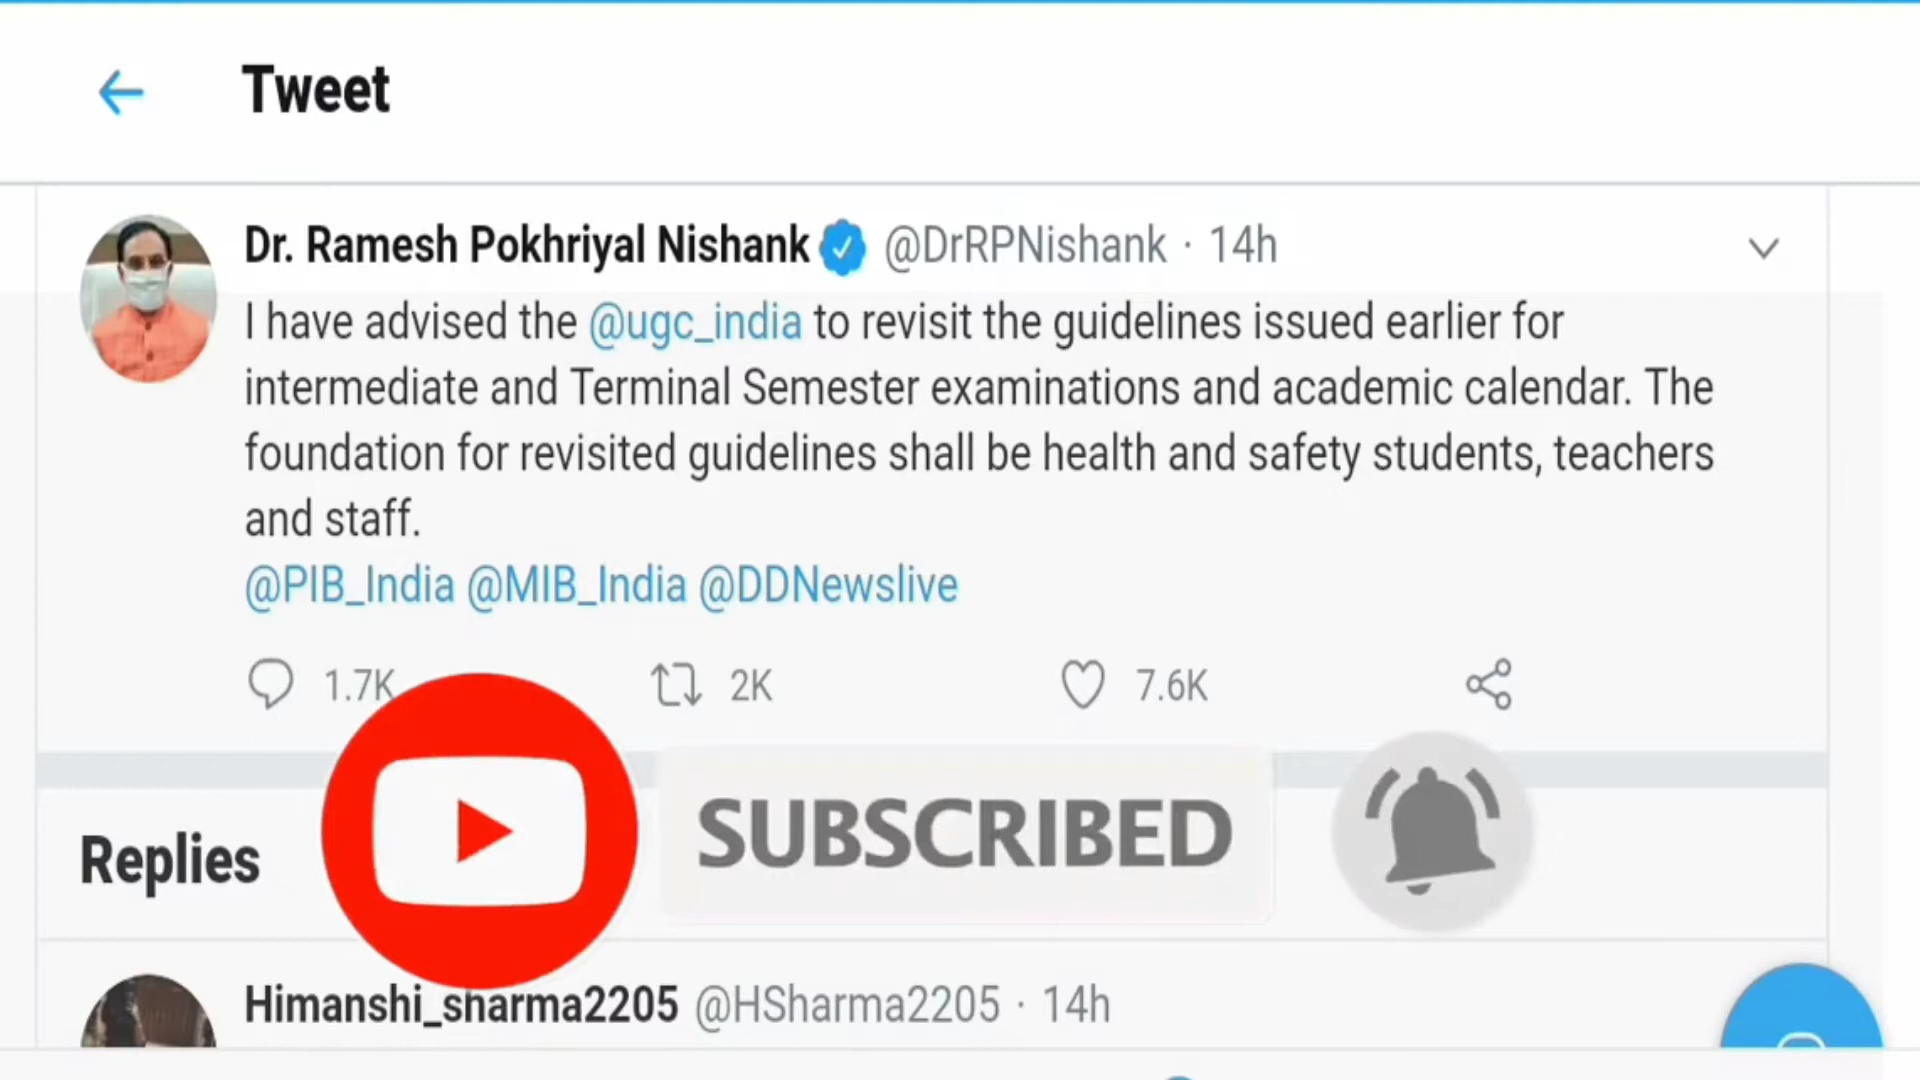 Tweet
Dr. Ramesh Pokhriyal Nishank @DrRPNishank · 14h
I have advised the @ugc_india to revisit the guidelines issued earlier for
intermediate and Terminal Semester examinations and academic calendar. The
foundation for revisited guidelines shall be health and safety students, teachers
and staff.
@PIB_India @MIB_India @DDNewslive
1.7K 2K 7.6K
SUBSCRIBED
Replies
Himanshi_sharma2205 @HSharma2205 · 14h